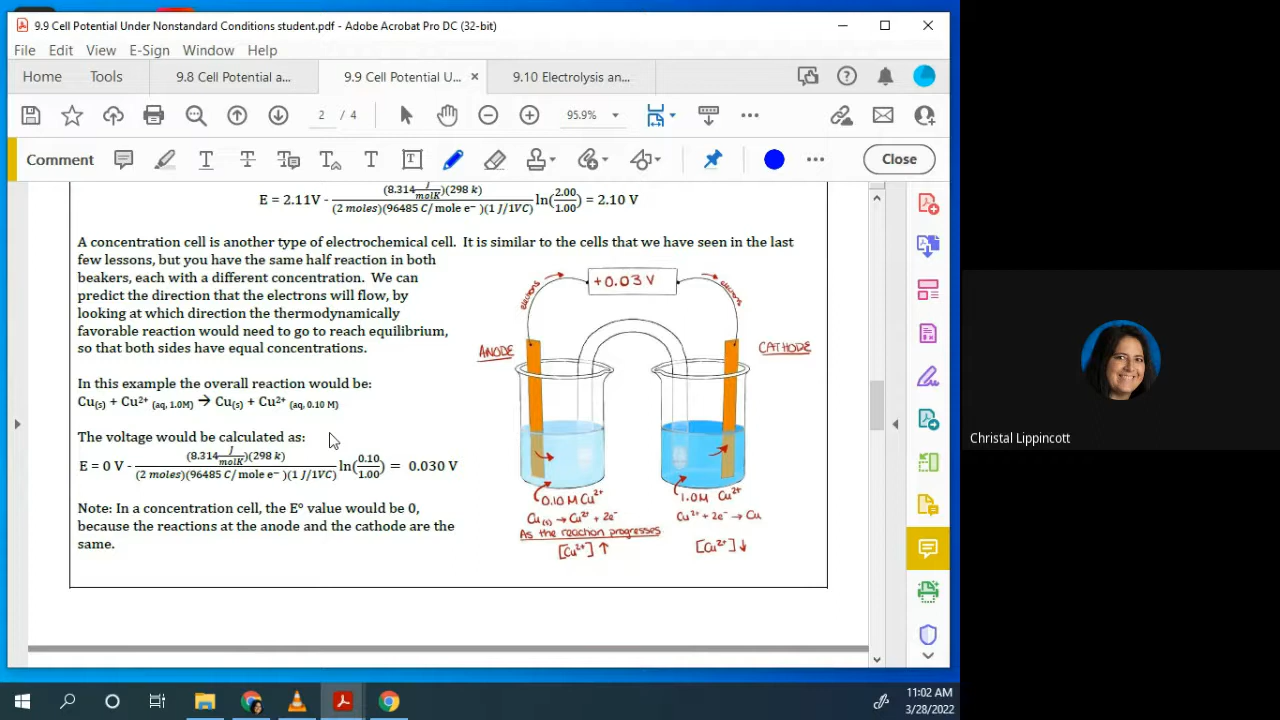 9.9 Cell Potential Under Nonstandard Conditions student.pdf - Adobe Acrobat Pro DC (32-bit)
File Edit View E-Sign Window Help
Home Tools 9.8 Cell Potential a... 9.9 Cell Potential U... × 9.10 Electrolysis an...
2 / 4 95.9%
Comment Close
E = 2.11V - (8.314 J/molK)(298 k) / (2 moles)(96485 C/mole e⁻)(1 J/1VC) ln(2.00/1.00) = 2.10 V
A concentration cell is another type of electrochemical cell. It is similar to the cells that we have seen in the last
few lessons, but you have the same half reaction in both
beakers, each with a different concentration. We can
predict the direction that the electrons will flow, by
looking at which direction the thermodynamically
favorable reaction would need to go to reach equilibrium,
so that both sides have equal concentrations.
In this example the overall reaction would be:
Cu(s) + Cu²⁺ (aq, 1.0M) → Cu(s) + Cu²⁺ (aq, 0.10 M)
The voltage would be calculated as:
E = 0 V - (8.314 J/molK)(298 k) / (2 moles)(96485 C/mole e⁻)(1 J/1VC) ln(0.10/1.00) = 0.030 V
Note: In a concentration cell, the E° value would be 0,
because the reactions at the anode and the cathode are the
same.
electrons +0.03 V electrons
ANODE CATHODE
0.10 M Cu²⁺ 1.0M Cu²⁺
Cu(s) → Cu²⁺ + 2e⁻ Cu²⁺ + 2e⁻ → Cu
As the reaction progresses
[Cu²⁺] ↑ [Cu²⁺] ↓
Christal Lippincott
11:02 AM
3/28/2022